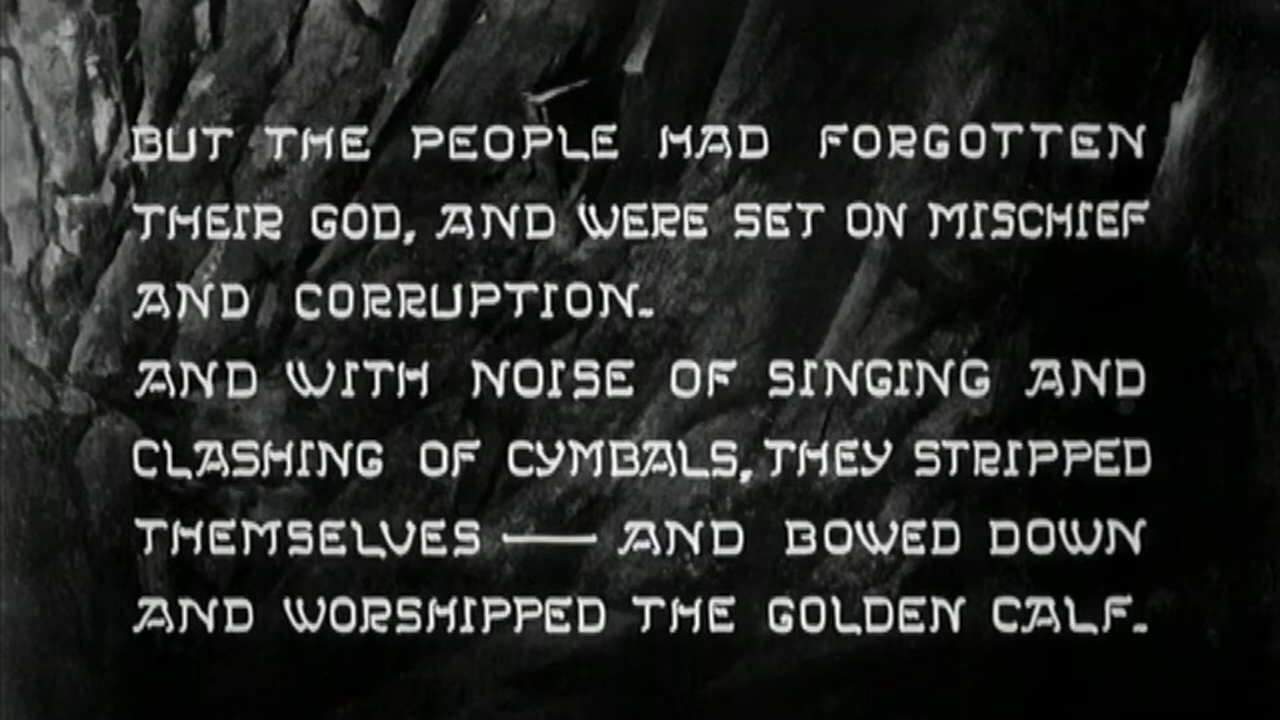 BUT THE PEOPLE HAD FORGOTTEN
THEIR GOD, AND WERE SET ON MISCHIEF
AND CORRUPTION.
AND WITH NOISE OF SINGING AND
CLASHING OF CYMBALS, THEY STRIPPED
THEMSELVES — AND BOWED DOWN
AND WORSHIPPED THE GOLDEN CALF.